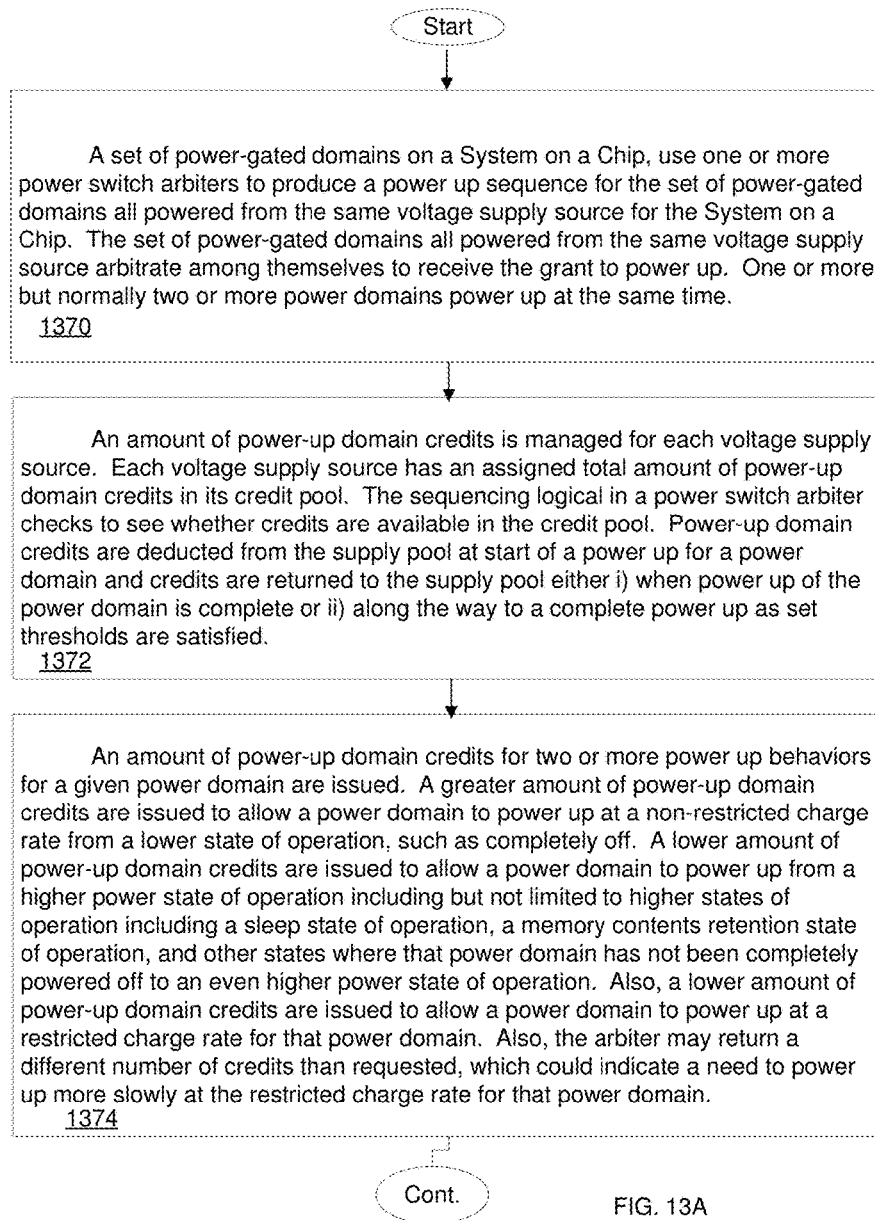 Start
A set of power-gated domains on a System on a Chip, use one or more
power switch arbiters to produce a power up sequence for the set of power-gated
domains all powered from the same voltage supply source for the System on a
Chip. The set of power-gated domains all powered from the same voltage supply
source arbitrate among themselves to receive the grant to power up. One or more
but normally two or more power domains power up at the same time.
1370
An amount of power-up domain credits is managed for each voltage supply
source. Each voltage supply source has an assigned total amount of power-up
domain credits in its credit pool. The sequencing logical in a power switch arbiter
checks to see whether credits are available in the credit pool. Power-up domain
credits are deducted from the supply pool at start of a power up for a power
domain and credits are returned to the supply pool either i) when power up of the
power domain is complete or ii) along the way to a complete power up as set
thresholds are satisfied.
1372
An amount of power-up domain credits for two or more power up behaviors
for a given power domain are issued. A greater amount of power-up domain
credits are issued to allow a power domain to power up at a non-restricted charge
rate from a lower state of operation, such as completely off. A lower amount of
power-up domain credits are issued to allow a power domain to power up from a
higher power state of operation including but not limited to higher states of
operation including a sleep state of operation, a memory contents retention state
of operation, and other states where that power domain has not been completely
powered off to an even higher power state of operation. Also, a lower amount of
power-up domain credits are issued to allow a power domain to power up at a
restricted charge rate for that power domain. Also, the arbiter may return a
different number of credits than requested, which could indicate a need to power
up more slowly at the restricted charge rate for that power domain.
1374
Cont.
FIG. 13A